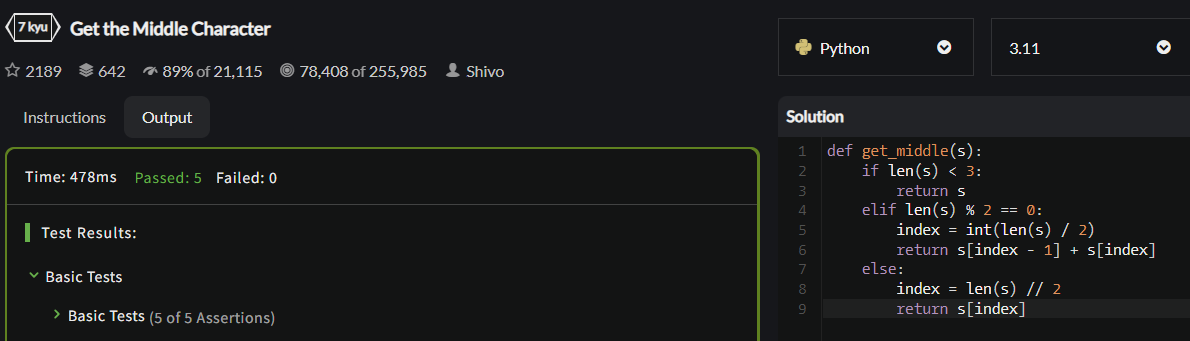 7 kyu Get the Middle Character
2189 642 89% of 21,115 78,408 of 255,985 Shivo
Instructions Output
Time: 478ms Passed: 5 Failed: 0
Test Results:
Basic Tests
Basic Tests (5 of 5 Assertions)
Python 3.11
Solution
1 def get_middle(s):
2     if len(s) < 3:
3         return s
4     elif len(s) % 2 == 0:
5         index = int(len(s) / 2)
6         return s[index - 1] + s[index]
7     else:
8         index = len(s) // 2
9         return s[index]